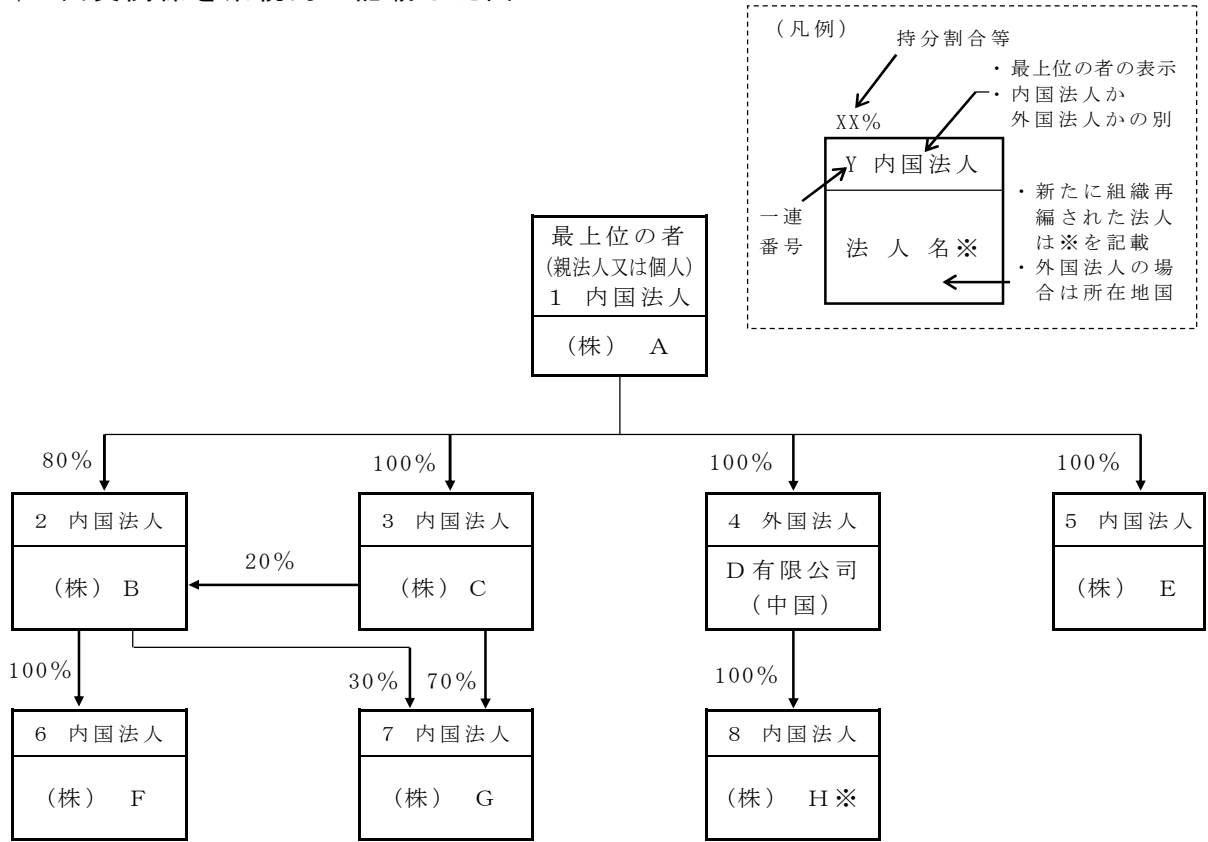 (凡例)
持分割合等
・最上位の者の表示
・内国法人か
外国法人かの別
XX%
Y 内国法人
一連
番号
法 人 名※
・新たに組織再
編された法人
は※を記載
・外国法人の場
合は所在地国
最上位の者
(親法人又は個人)
1 内国法人
(株) A
80%
100%
100%
100%
2 内国法人
(株) B
20%
3 内国法人
(株) C
4 外国法人
D有限公司
(中国)
5 内国法人
(株) E
100%
30%
70%
100%
6 内国法人
(株) F
7 内国法人
(株) G
8 内国法人
(株) H※